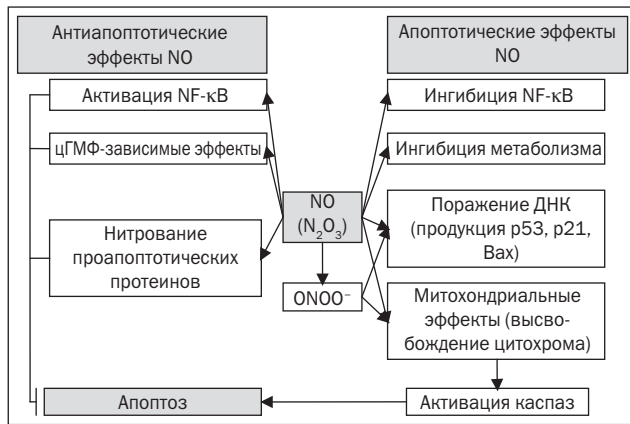 Антиапоптотические
эффекты NO
Апоптотические эффекты
NO
Активация NF-κB
Ингибиция NF-κB
цГМФ-зависимые эффекты
Ингибиция метаболизма
NO
(N₂O₃)
Нитрование
проапоптотических
протеинов
Поражение ДНК
(продукция p53, p21,
Bax)
ONOO⁻
Митохондриальные
эффекты (высво-
бождение цитохрома)
Апоптоз
Активация каспаз